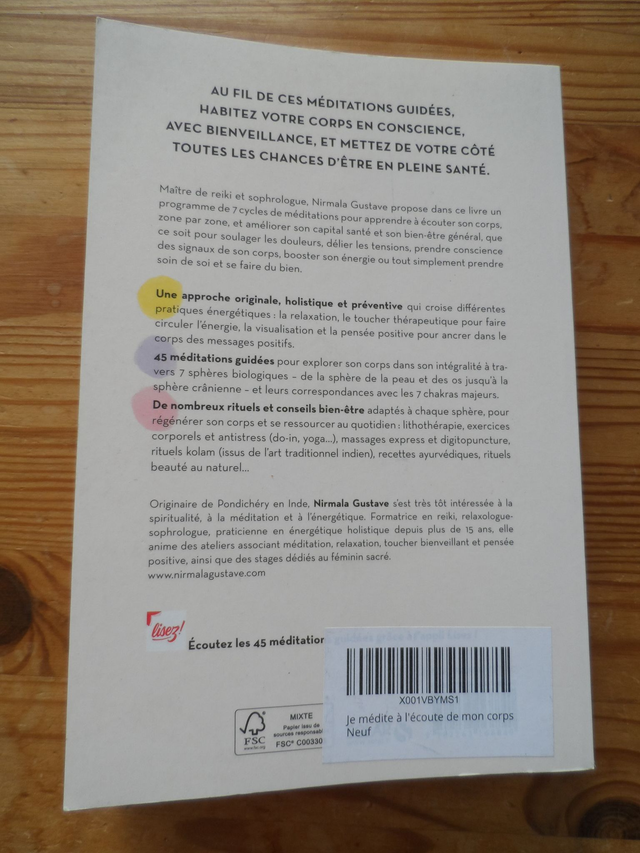 AU FIL DE CES MÉDITATIONS GUIDÉES,
HABITEZ VOTRE CORPS EN CONSCIENCE,
AVEC BIENVEILLANCE, ET METTEZ DE VOTRE CÔTÉ
TOUTES LES CHANCES D'ÊTRE EN PLEINE SANTÉ.
Maître de reiki et sophrologue, Nirmala Gustave propose dans ce livre un
programme de 7 cycles de méditations pour apprendre à écouter son corps,
zone par zone, et améliorer son capital santé et son bien-être général, que
ce soit pour soulager les douleurs, délier les tensions, prendre conscience
des signaux de son corps, booster son énergie ou tout simplement prendre
soin de soi et se faire du bien.
Une approche originale, holistique et préventive qui croise différentes
pratiques énergétiques : la relaxation, le toucher thérapeutique pour faire
circuler l'énergie, la visualisation et la pensée positive pour ancrer dans le
corps des messages positifs.
45 méditations guidées pour explorer son corps dans son intégralité à tra-
vers 7 sphères biologiques – de la sphère de la peau et des os jusqu'à la
sphère crânienne – et leurs correspondances avec les 7 chakras majeurs.
De nombreux rituels et conseils bien-être adaptés à chaque sphère, pour
régénérer son corps et se ressourcer au quotidien : lithothérapie, exercices
corporels et antistress (do-in, yoga...), massages express et digitopuncture,
rituels kolam (issus de l'art traditionnel indien), recettes ayurvédiques, rituels
beauté au naturel...
Originaire de Pondichéry en Inde, Nirmala Gustave s'est très tôt intéressée à la
spiritualité, à la méditation et à l'énergétique. Formatrice en reiki, relaxologue-
sophrologue, praticienne en énergétique holistique depuis plus de 15 ans, elle
anime des ateliers associant méditation, relaxation, toucher bienveillant et pensée
positive, ainsi que des stages dédiés au féminin sacré.
www.nirmalagustave.com
lisez!
Écoutez les 45 méditation
FSC
www.fsc.org
MIXTE
Papier issu de
sources responsable
FSC® C00330
X001VBYMS1
Je médite à l'écoute de mon corps
Neuf